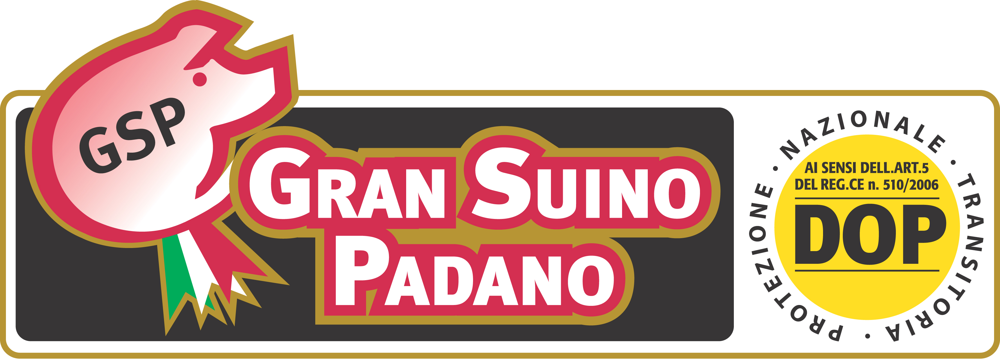 GSP
GRAN SUINO
PADANO
PROTEZIONE · NAZIONALE · TRANSITORIA ·
AI SENSI DELL.ART.5
DEL REG.CE n. 510/2006
DOP